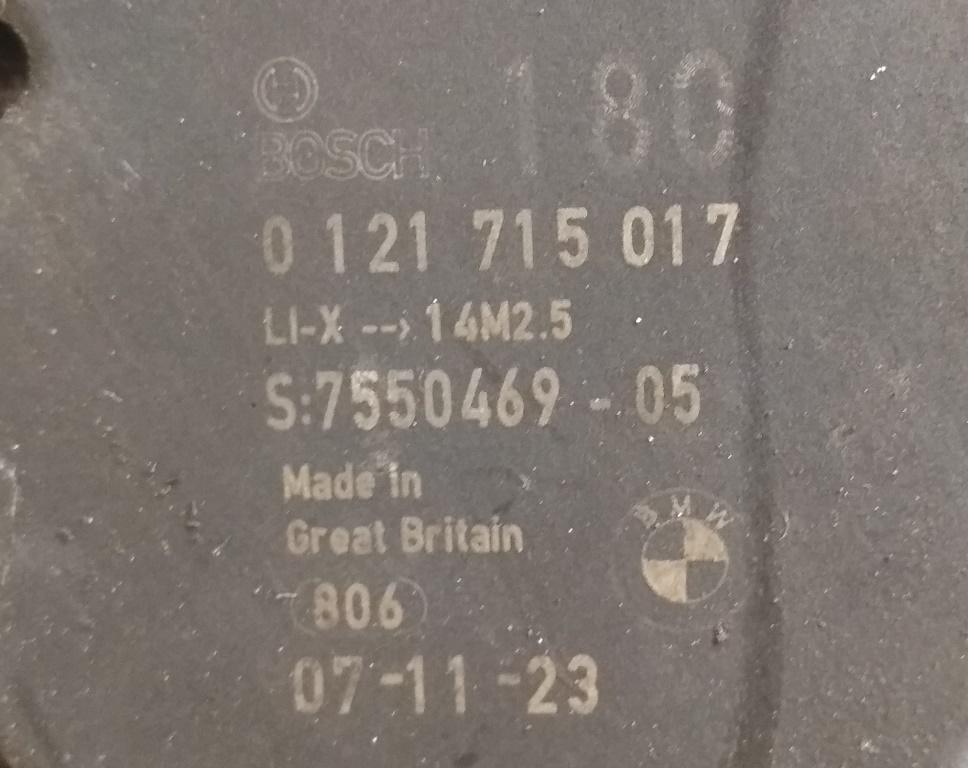 180
BOSCH
0 121 715 017
LI-X --> 14M2.5
S:7550469 - 05
Made in
Great Britain
BMW
806
07-11-23